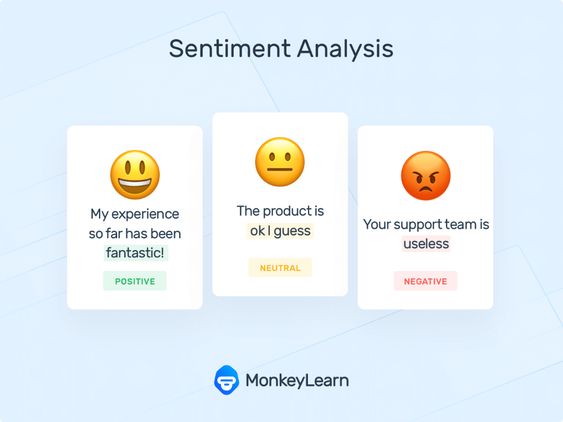 Sentiment Analysis
My experience
so far has been
fantastic!
POSITIVE
The product is
ok I guess
NEUTRAL
Your support team is
useless
NEGATIVE
MonkeyLearn